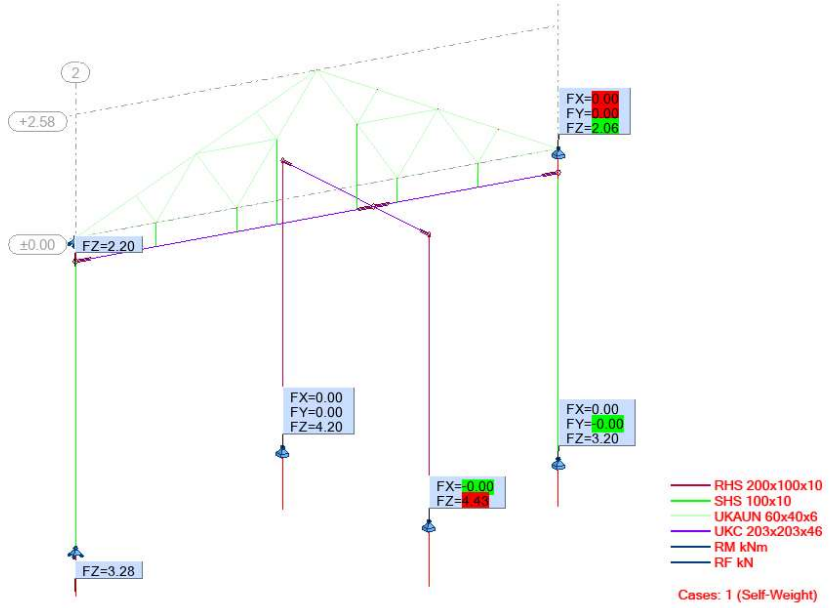 2
+2.58
FX=0.00
FY=0.00
FZ=2.06
±0.00
FZ=2.20
FX=0.00
FY=0.00
FZ=4.20
FX=0.00
FY=-0.00
FZ=3.20
FX=-0.00
FZ=4.43
FZ=3.28
RHS 200x100x10
SHS 100x10
UKAUN 60x40x6
UKC 203x203x46
RM kNm
RF kN
Cases: 1 (Self-Weight)